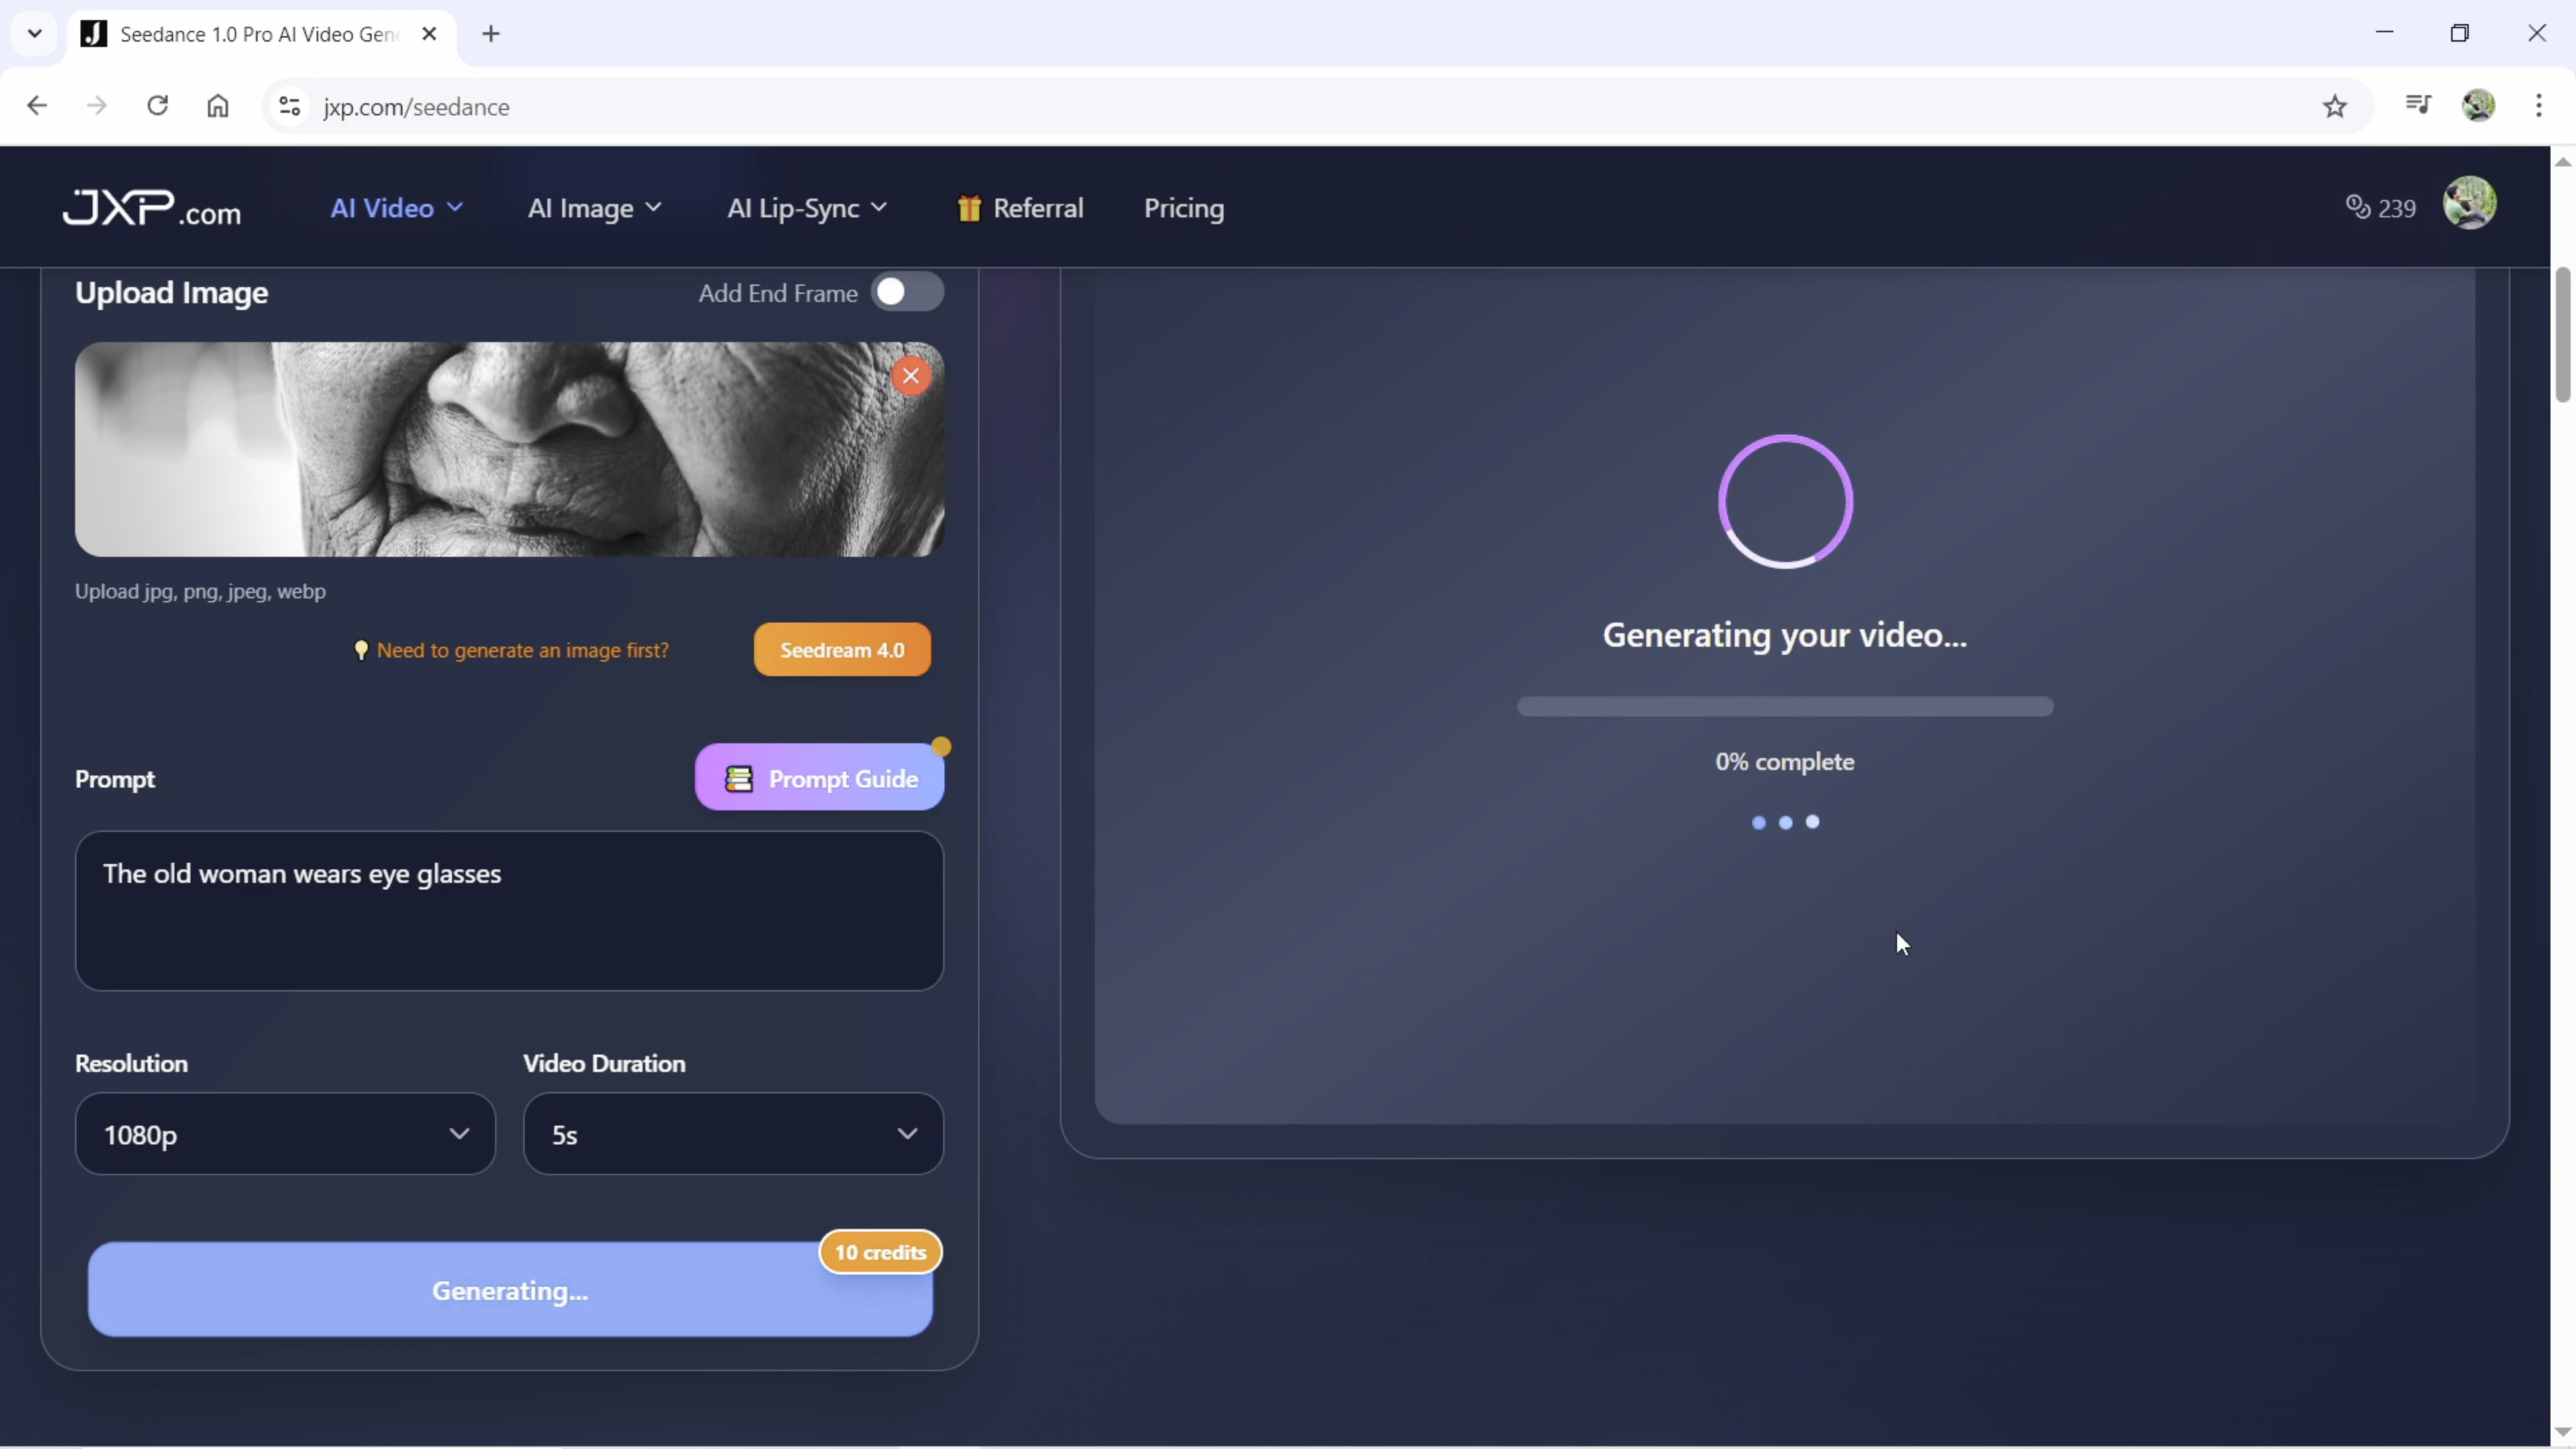 Seedance 1.0 Pro AI Video Gen
jxp.com/seedance
JXP.com
AI Video
AI Image
AI Lip-Sync
Referral
Pricing
239
Upload Image
Add End Frame
Upload jpg, png, jpeg, webp
Need to generate an image first?
Seedream 4.0
Prompt
Prompt Guide
The old woman wears eye glasses
Resolution
Video Duration
1080p
5s
10 credits
Generating...
Generating your video...
0% complete